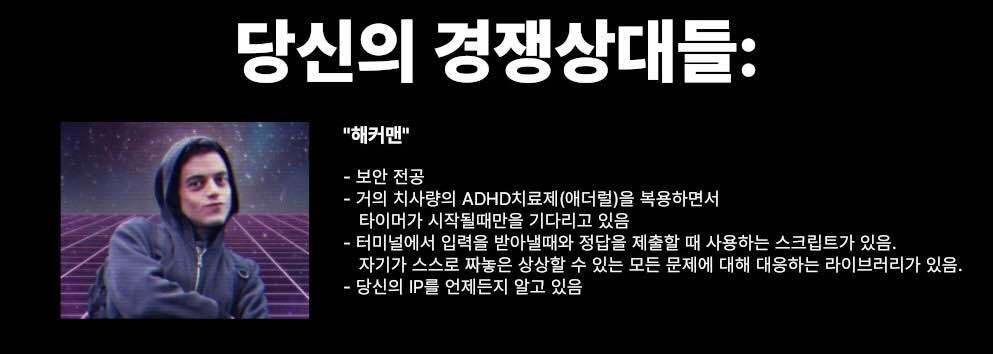 당신의 경쟁상대들:
"해커맨"
- 보안 전공
- 거의 치사량의 ADHD치료제(애더럴)을 복용하면서
타이머가 시작될때만을 기다리고 있음
- 터미널에서 입력을 받아낼때와 정답을 제출할 때 사용하는 스크립트가 있음.
자기가 스스로 짜놓은 상상할 수 있는 모든 문제에 대해 대응하는 라이브러리가 있음.
- 당신의 IP를 언제든지 알고 있음